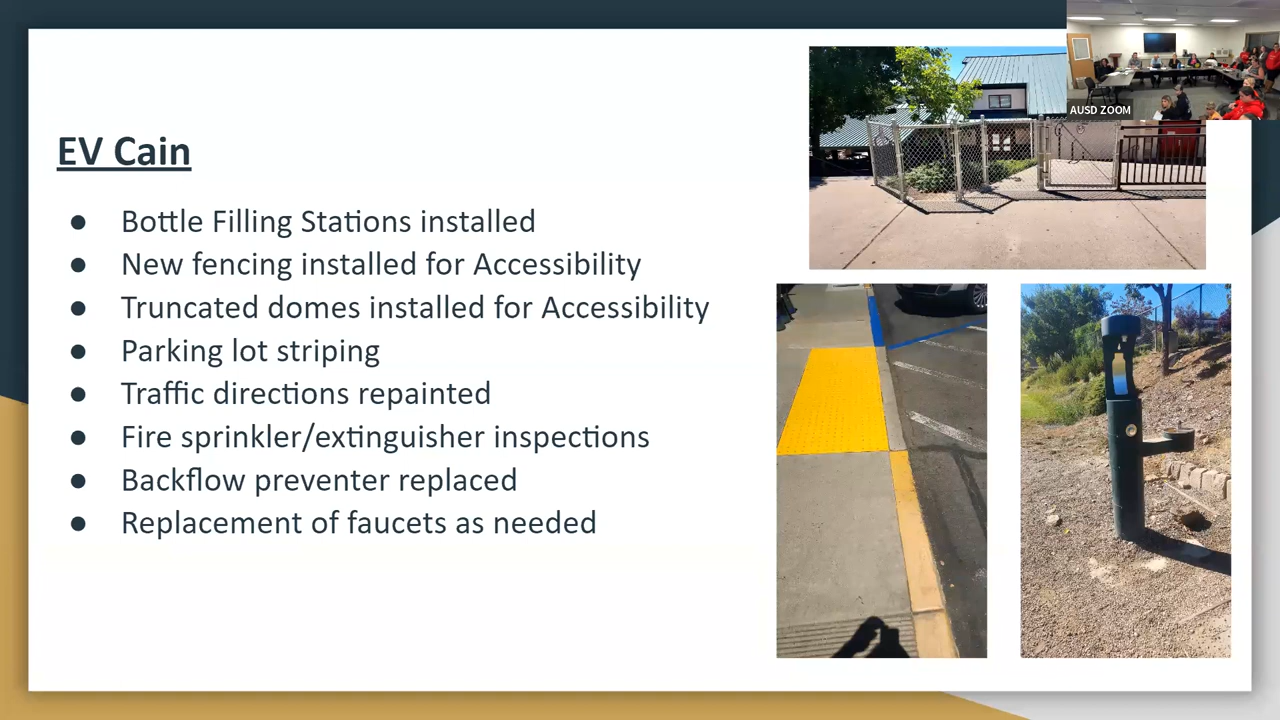 AUSD ZOOM
EV Cain
● Bottle Filling Stations installed
● New fencing installed for Accessibility
● Truncated domes installed for Accessibility
● Parking lot striping
● Traffic directions repainted
● Fire sprinkler/extinguisher inspections
● Backflow preventer replaced
● Replacement of faucets as needed